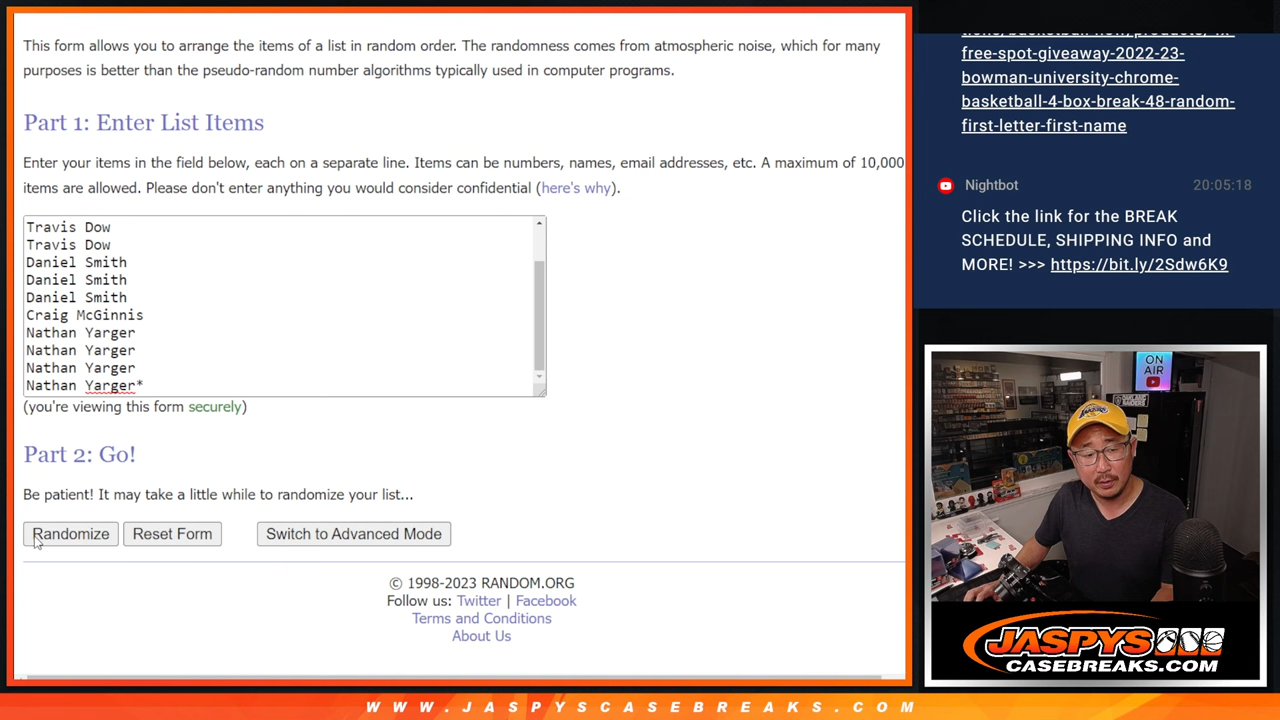 This form allows you to arrange the items of a list in random order. The randomness comes from atmospheric noise, which for many
purposes is better than the pseudo-random number algorithms typically used in computer programs.
Part 1: Enter List Items
Enter your items in the field below, each on a separate line. Items can be numbers, names, email addresses, etc. A maximum of 10,000
items are allowed. Please don't enter anything you would consider confidential (here's why).
Travis Dow
Travis Dow
Daniel Smith
Daniel Smith
Daniel Smith
Craig McGinnis
Nathan Yarger
Nathan Yarger
Nathan Yarger
Nathan Yarger*
(you're viewing this form securely)
Part 2: Go!
Be patient! It may take a little while to randomize your list...
Randomize
Reset Form
Switch to Advanced Mode
© 1998-2023 RANDOM.ORG
Follow us: Twitter | Facebook
Terms and Conditions
About Us
free-spot-giveaway-2022-23-
bowman-university-chrome-
basketball-4-box-break-48-random-
first-letter-first-name
Nightbot 20:05:18
Click the link for the BREAK
SCHEDULE, SHIPPING INFO and
MORE! >>> https://bit.ly/2Sdw6K9
ON
AIR
JASPYS
CASEBREAKS.COM
WWW.JASPYSCASEBREAKS.COM